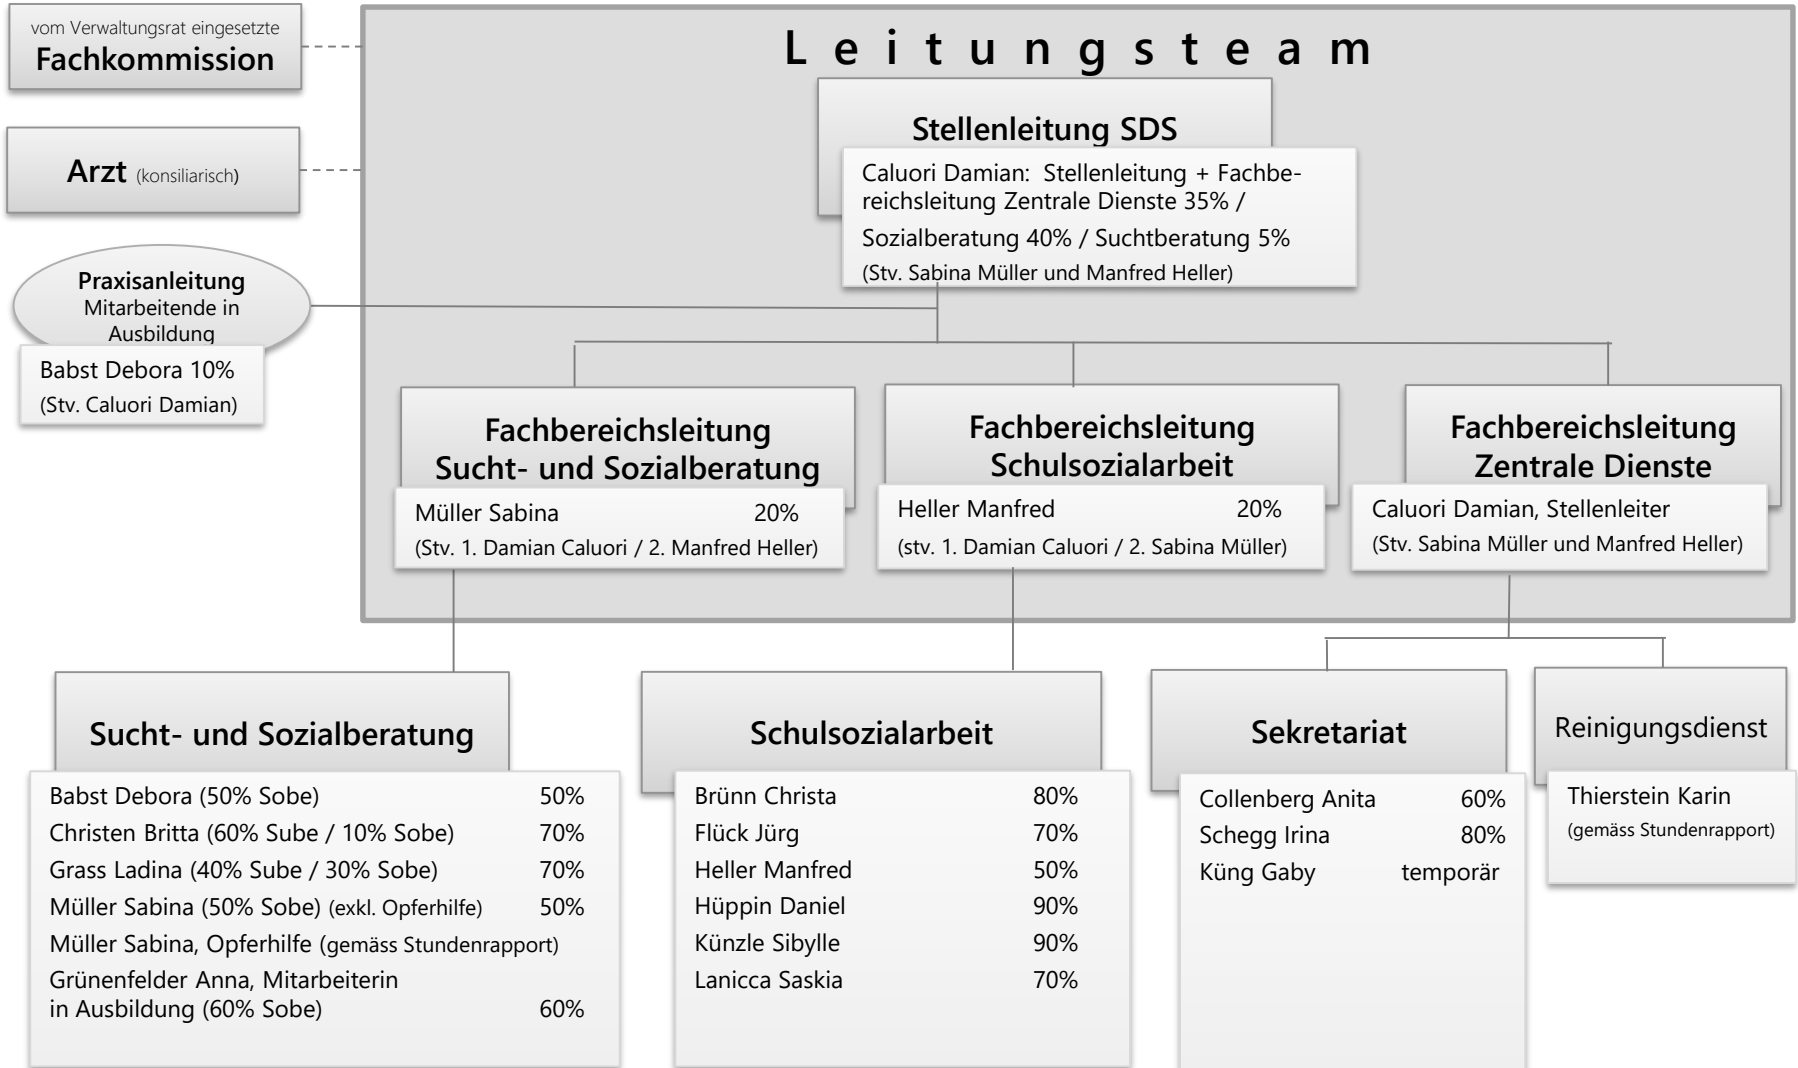 vom Verwaltungsrat eingesetzte
Fachkommission
Leitungsteam
Arzt (konsiliarisch)
Stellenleitung SDS
Caluori Damian:  Stellenleitung + Fachbe-
reichsleitung Zentrale Dienste 35% /
Sozialberatung 40% / Suchtberatung 5%
(Stv. Sabina Müller und Manfred Heller)
Praxisanleitung
Mitarbeitende in
Ausbildung
Babst Debora 10%
(Stv. Caluori Damian)
Fachbereichsleitung
Sucht- und Sozialberatung
Müller Sabina 20%
(Stv. 1. Damian Caluori / 2. Manfred Heller)
Fachbereichsleitung
Schulsozialarbeit
Heller Manfred 20%
(stv. 1. Damian Caluori / 2. Sabina Müller)
Fachbereichsleitung
Zentrale Dienste
Caluori Damian, Stellenleiter
(Stv. Sabina Müller und Manfred Heller)
Sucht- und Sozialberatung
Babst Debora (50% Sobe) 50%
Christen Britta (60% Sube / 10% Sobe) 70%
Grass Ladina (40% Sube / 30% Sobe) 70%
Müller Sabina (50% Sobe) (exkl. Opferhilfe) 50%
Müller Sabina, Opferhilfe (gemäss Stundenrapport)
Grünenfelder Anna, Mitarbeiterin
in Ausbildung (60% Sobe) 60%
Schulsozialarbeit
Brünn Christa 80%
Flück Jürg 70%
Heller Manfred 50%
Hüppin Daniel 90%
Künzle Sibylle 90%
Lanicca Saskia 70%
Sekretariat
Collenberg Anita 60%
Schegg Irina 80%
Küng Gaby temporär
Reinigungsdienst
Thierstein Karin
(gemäss Stundenrapport)